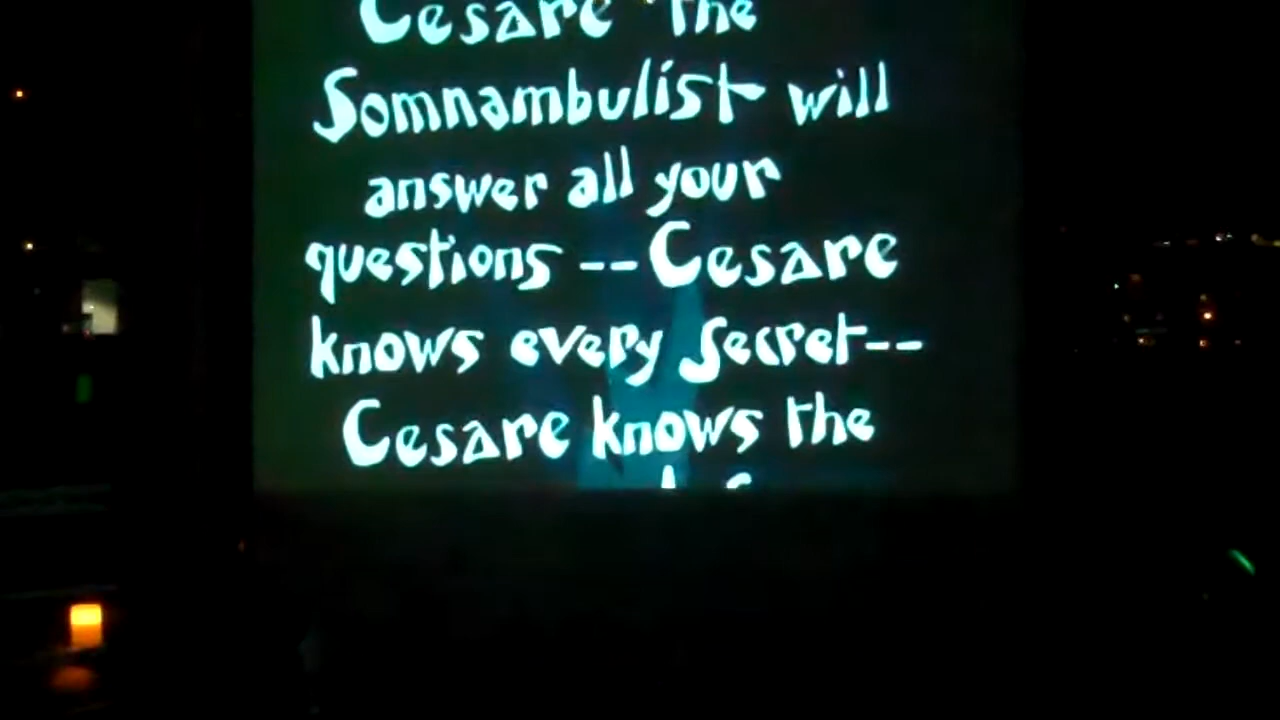 Cesare The
Somnambulist will
answer all your
questions -- Cesare
knows every secret--
Cesare knows the